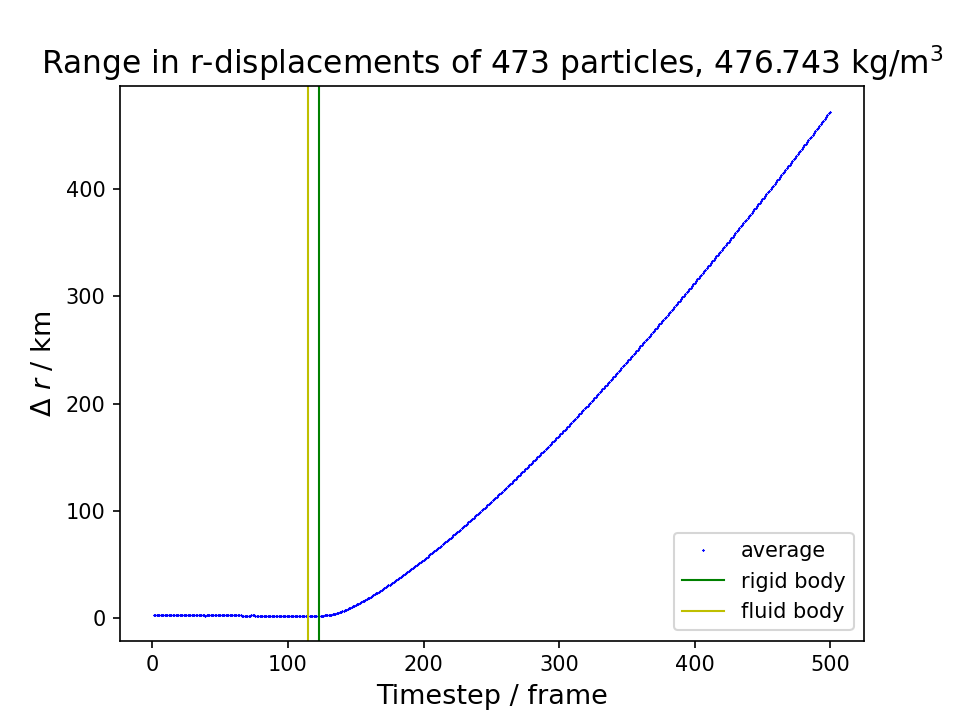 Range in r-displacements of 473 particles, 476.743 kg/m³
Δ r / km
400
300
200
100
0
0 100 200 300 400 500
Timestep / frame
average
rigid body
fluid body